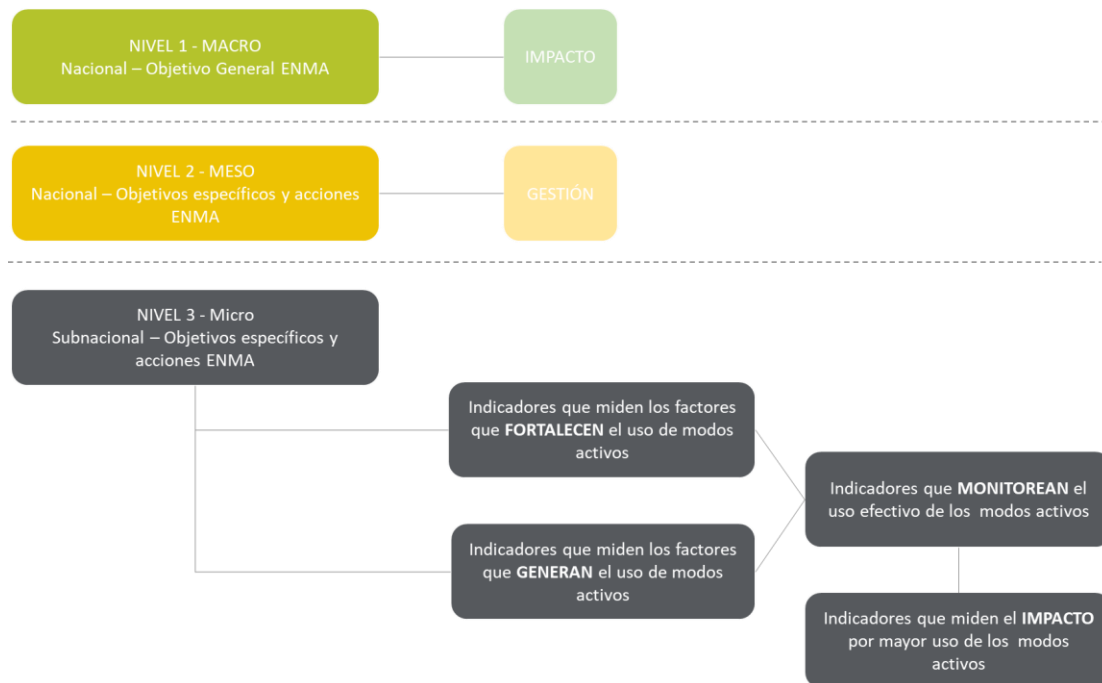 NIVEL 1 - MACRO
Nacional – Objetivo General ENMA
IMPACTO
NIVEL 2 - MESO
Nacional – Objetivos específicos y acciones
ENMA
GESTIÓN
NIVEL 3 - Micro
Subnacional – Objetivos específicos y
acciones ENMA
Indicadores que miden los factores
que FORTALECEN el uso de modos
activos
Indicadores que miden los factores
que GENERAN el uso de modos
activos
Indicadores que MONITOREAN el
uso efectivo de los modos activos
Indicadores que miden el IMPACTO
por mayor uso de los modos
activos